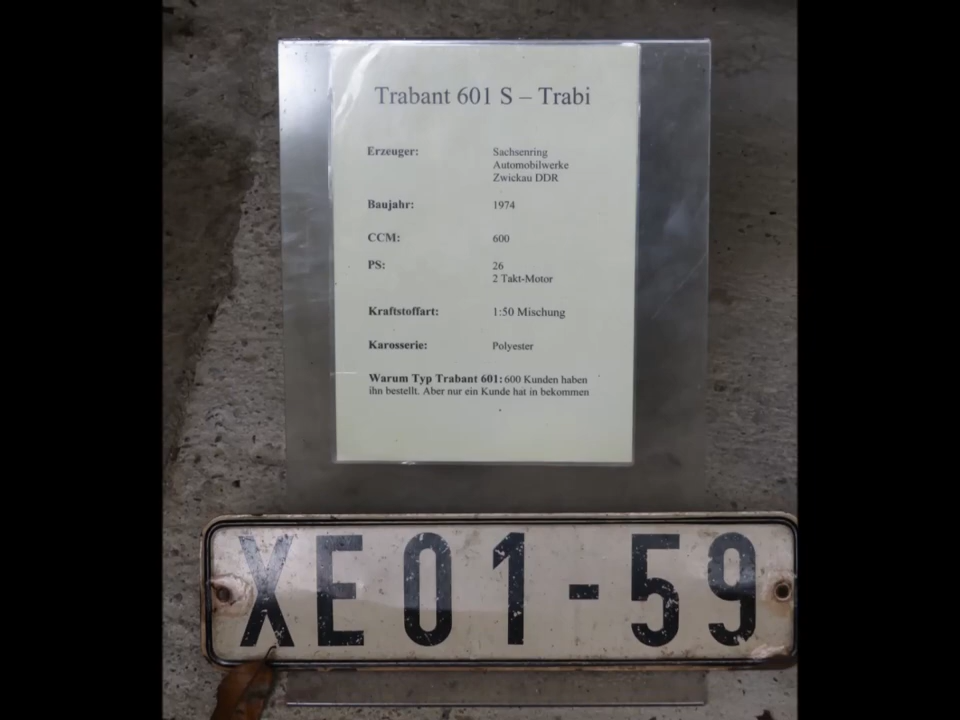 Trabant 601 S – Trabi
Erzeuger: Sachsenring
Automobilwerke
Zwickau DDR
Baujahr: 1974
CCM: 600
PS: 26
2 Takt-Motor
Kraftstoffart: 1:50 Mischung
Karosserie: Polyester
Warum Typ Trabant 601: 600 Kunden haben
ihn bestellt. Aber nur ein Kunde hat in bekommen
XE01-59